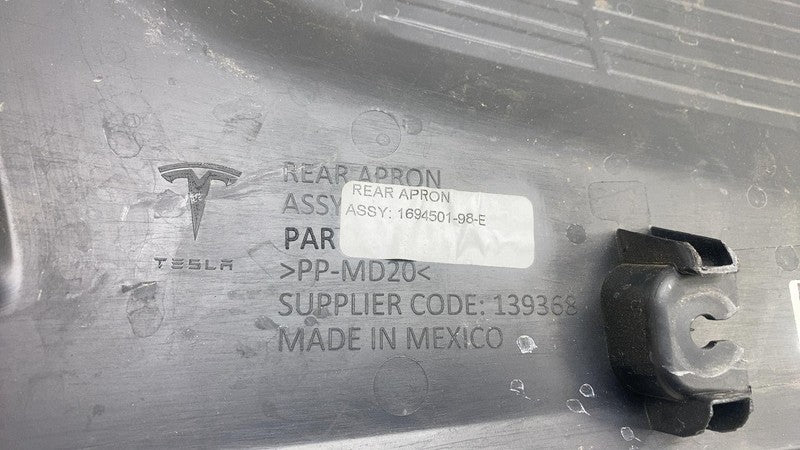 TESLA
REAR APRON
ASSY
PAR
REAR APRON
ASSY: 1694501-98-E
>PP-MD20<
SUPPLIER CODE: 139368
MADE IN MEXICO